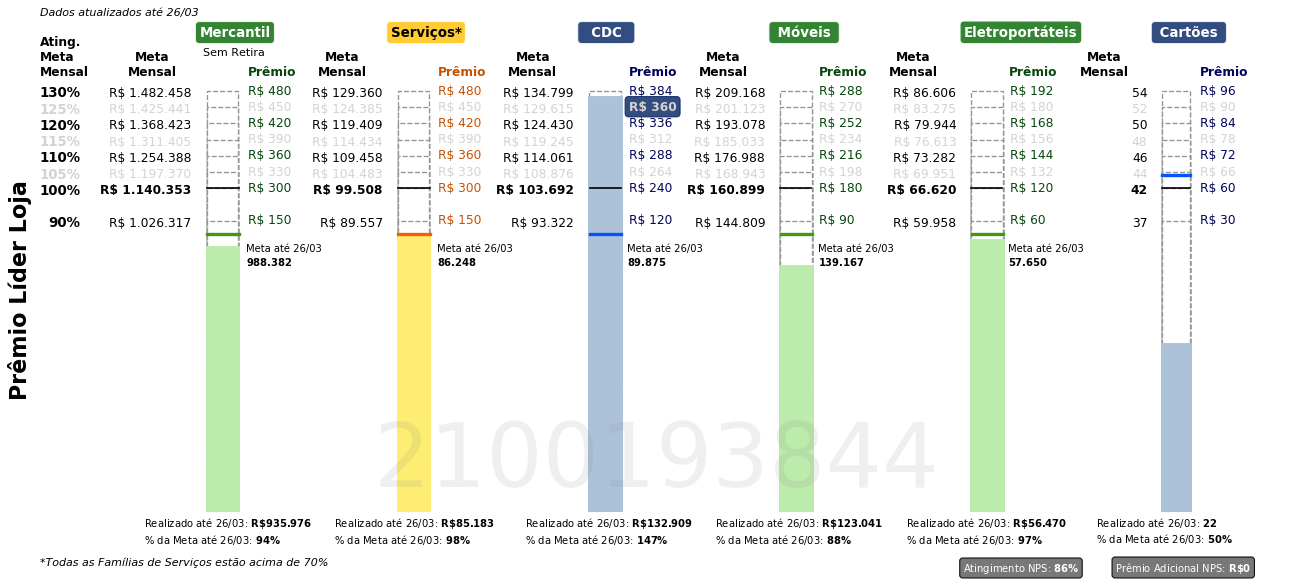 Dados atualizados até 26/03
Mercantil Serviços* CDC Móveis Eletroportáteis Cartões
Sem Retira
Ating. Meta Mensal
Meta Mensal Prêmio Meta Mensal Prêmio Meta Mensal Prêmio Meta Mensal Prêmio Meta Mensal Prêmio Meta Mensal Prêmio
130% R$ 1.482.458 R$ 480 R$ 129.360 R$ 480 R$ 134.799 R$ 384 R$ 209.168 R$ 288 R$ 86.606 R$ 192 54 R$ 96
125% R$ 1.425.441 R$ 450 R$ 124.385 R$ 450 R$ 129.615 R$ 360 R$ 201.123 R$ 270 R$ 83.275 R$ 180 52 R$ 90
120% R$ 1.368.423 R$ 420 R$ 119.409 R$ 420 R$ 124.430 R$ 336 R$ 193.078 R$ 252 R$ 79.944 R$ 168 50 R$ 84
115% R$ 1.311.405 R$ 390 R$ 114.434 R$ 390 R$ 119.245 R$ 312 R$ 185.033 R$ 234 R$ 76.613 R$ 156 48 R$ 78
110% R$ 1.254.388 R$ 360 R$ 109.458 R$ 360 R$ 114.061 R$ 288 R$ 176.988 R$ 216 R$ 73.282 R$ 144 46 R$ 72
105% R$ 1.197.370 R$ 330 R$ 104.483 R$ 330 R$ 108.876 R$ 264 R$ 168.943 R$ 198 R$ 69.951 R$ 132 44 R$ 66
100% R$ 1.140.353 R$ 300 R$ 99.508 R$ 300 R$ 103.692 R$ 240 R$ 160.899 R$ 180 R$ 66.620 R$ 120 42 R$ 60
90% R$ 1.026.317 R$ 150 R$ 89.557 R$ 150 R$ 93.322 R$ 120 R$ 144.809 R$ 90 R$ 59.958 R$ 60 37 R$ 30
Meta até 26/03 Meta até 26/03 Meta até 26/03 Meta até 26/03 Meta até 26/03
988.382 86.248 89.875 139.167 57.650
Prêmio Líder Loja
2100193844
Realizado até 26/03: R$935.976 Realizado até 26/03: R$85.183 Realizado até 26/03: R$132.909 Realizado até 26/03: R$123.041 Realizado até 26/03: R$56.470 Realizado até 26/03: 22
% da Meta até 26/03: 94% % da Meta até 26/03: 98% % da Meta até 26/03: 147% % da Meta até 26/03: 88% % da Meta até 26/03: 97% % da Meta até 26/03: 50%
*Todas as Famílias de Serviços estão acima de 70%
Atingimento NPS: 86% Prêmio Adicional NPS: R$0